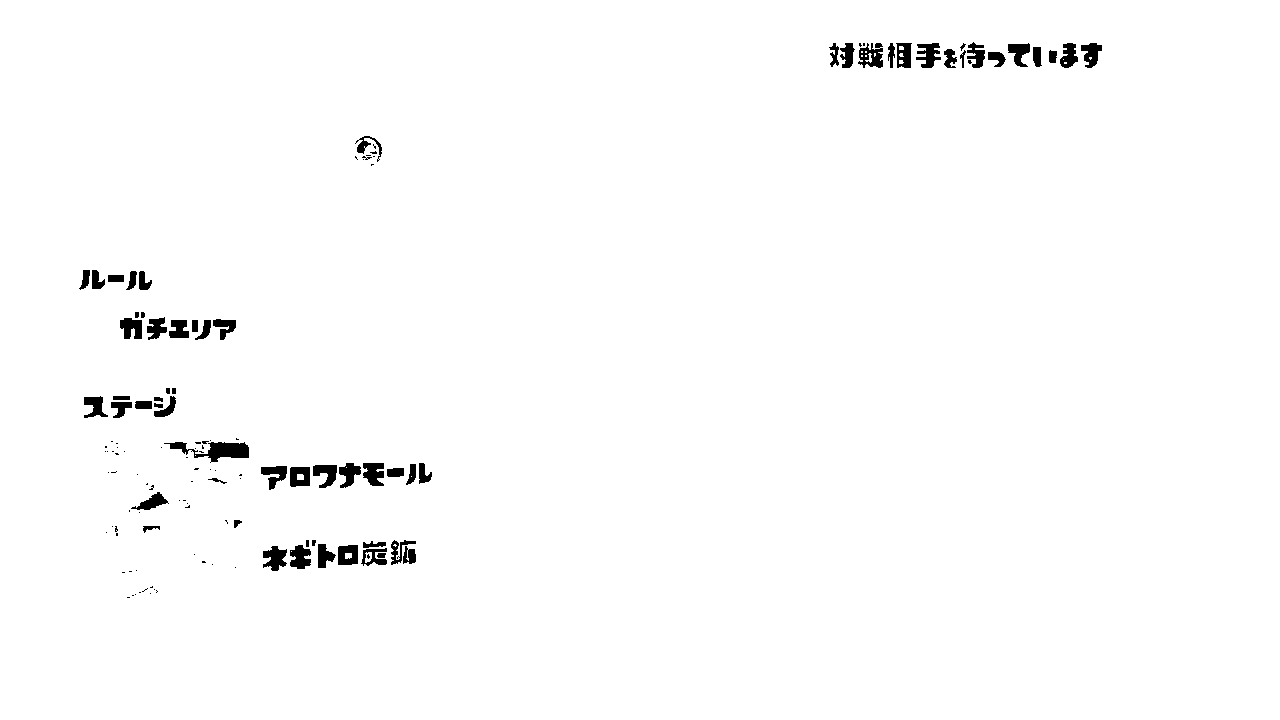 対戦相手を待っています
ルール
ガチエリア
ステージ
アロワナモール
ネギトロ炭鉱